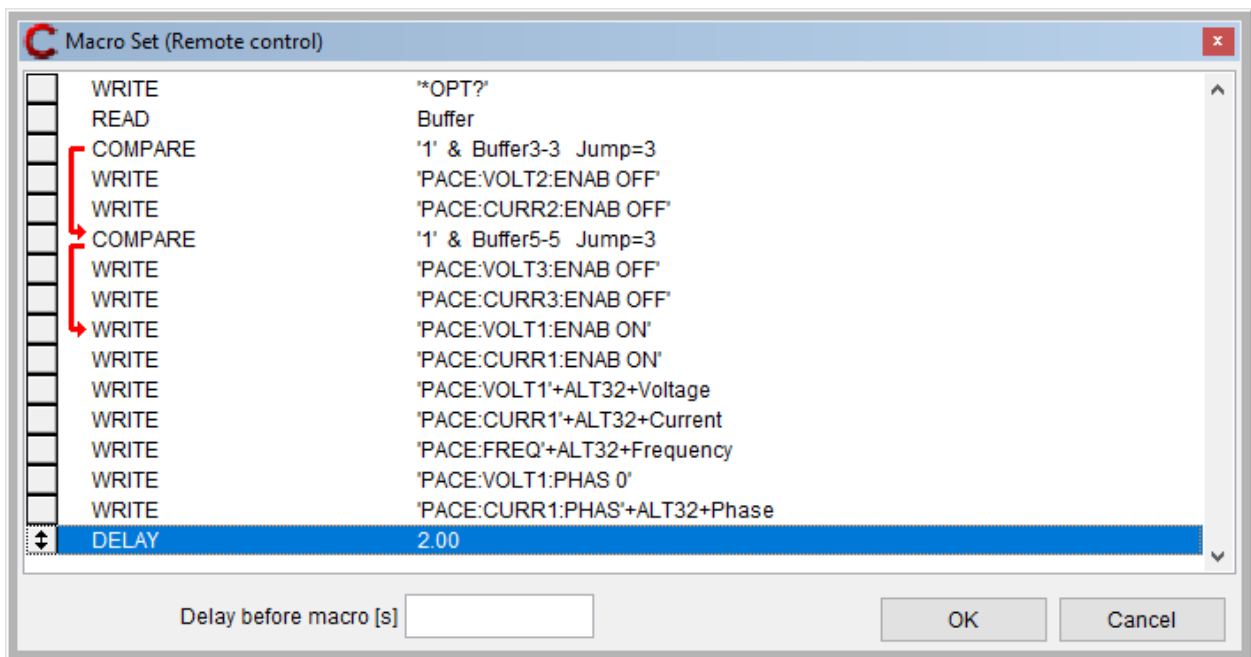 Macro Set (Remote control) x
WRITE '*OPT?'
READ Buffer
COMPARE '1' & Buffer3-3 Jump=3
WRITE 'PACE:VOLT2:ENAB OFF'
WRITE 'PACE:CURR2:ENAB OFF'
COMPARE '1' & Buffer5-5 Jump=3
WRITE 'PACE:VOLT3:ENAB OFF'
WRITE 'PACE:CURR3:ENAB OFF'
WRITE 'PACE:VOLT1:ENAB ON'
WRITE 'PACE:CURR1:ENAB ON'
WRITE 'PACE:VOLT1'+ALT32+Voltage
WRITE 'PACE:CURR1'+ALT32+Current
WRITE 'PACE:FREQ'+ALT32+Frequency
WRITE 'PACE:VOLT1:PHAS 0'
WRITE 'PACE:CURR1:PHAS'+ALT32+Phase
DELAY 2.00
Delay before macro [s] OK Cancel